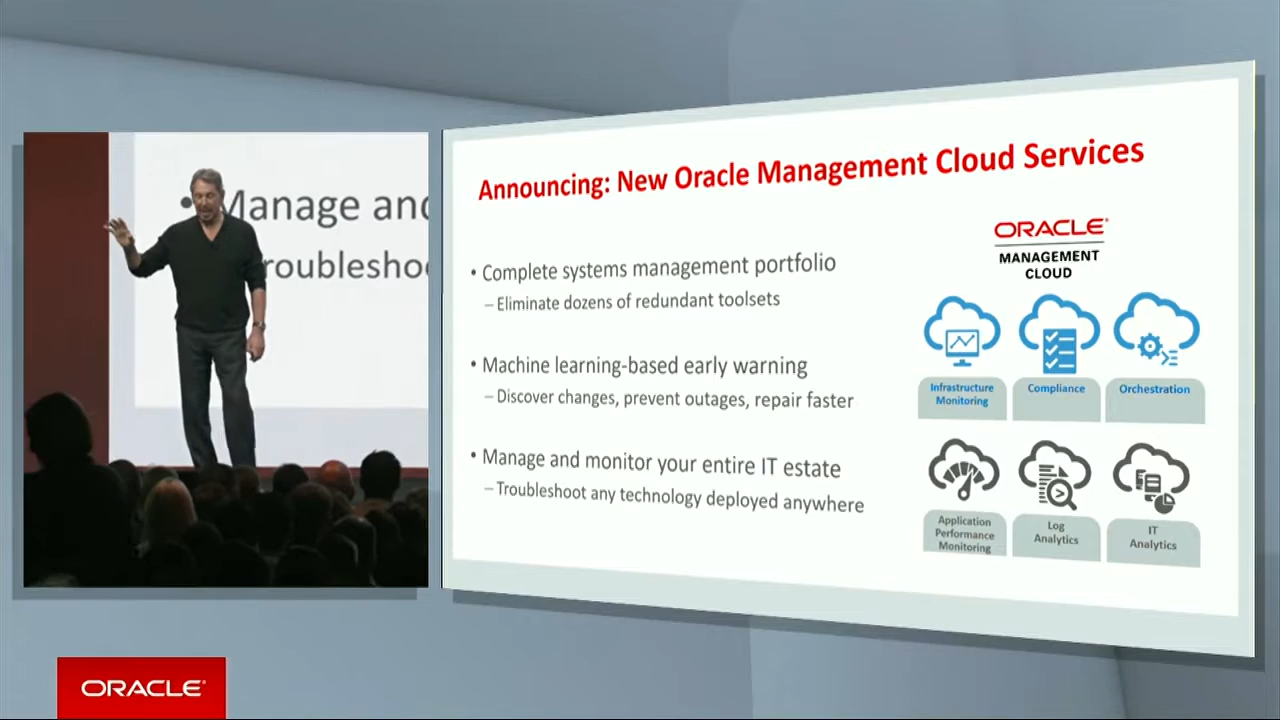 • Manage and
Troubleshoo
Announcing: New Oracle Management Cloud Services
• Complete systems management portfolio
– Eliminate dozens of redundant toolsets
• Machine learning-based early warning
– Discover changes, prevent outages, repair faster
• Manage and monitor your entire IT estate
– Troubleshoot any technology deployed anywhere
ORACLE®
MANAGEMENT
CLOUD
Infrastructure
Monitoring
Compliance
Orchestration
Application
Performance
Monitoring
Log
Analytics
IT
Analytics
ORACLE®